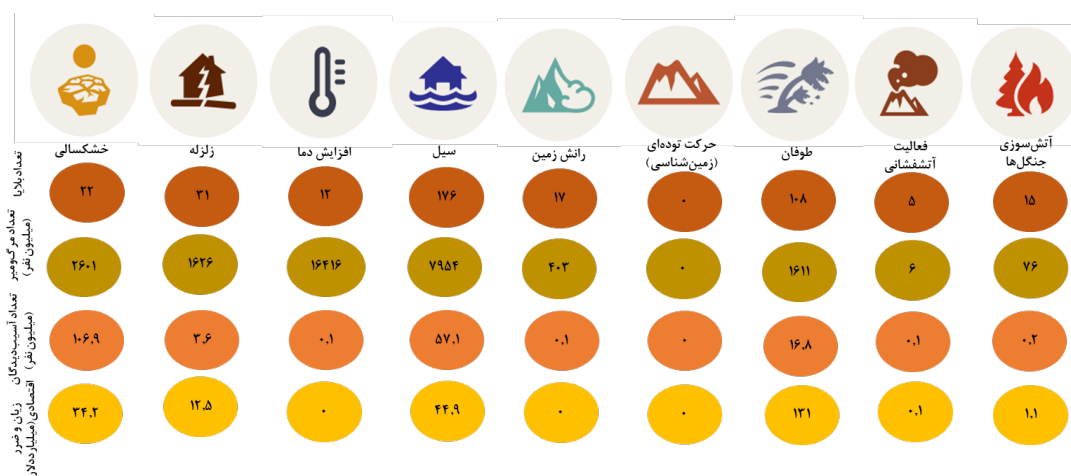 خشکسالی
زلزله
افزایش دما
سیل
رانش زمین
حرکت توده‌ای
(زمین‌شناسی)
طوفان
فعالیت
آتشفشانی
آتش‌سوزی
جنگل‌ها
تعداد بلایا
۲۲ ۳۱ ۱۲ ۱۷۶ ۱۷ ۰ ۱۰۸ ۵ ۱۵
تعداد مرگ‌ومیر
(میلیون نفر)
۲۶۰۱ ۱۶۲۶ ۱۶۴۱۶ ۷۹۵۴ ۴۰۳ ۰ ۱۶۱۱ ۶ ۷۶
تعداد آسیب‌دیدگان
(میلیون نفر)
۱۰۶,۹ ۳,۶ ۰,۱ ۵۷,۱ ۰,۱ ۰ ۱۶,۸ ۰,۱ ۰,۲
زیان و ضرر
اقتصادی(میلیارددلار
۳۴,۲ ۱۲,۵ ۰ ۴۴,۹ ۰ ۰ ۱۳۱ ۰,۱ ۱.۱